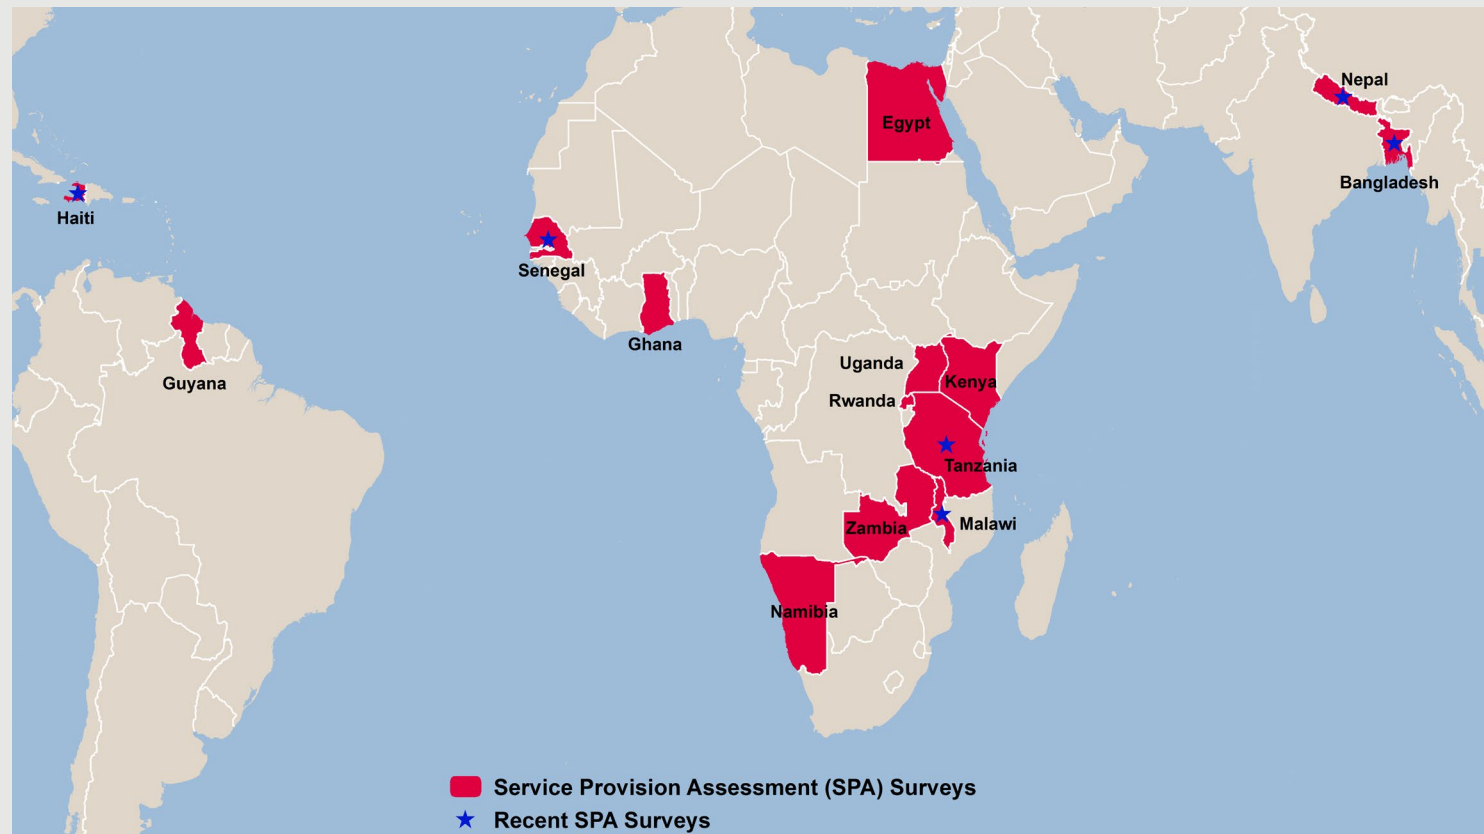 Nepal
Egypt
Bangladesh
Haiti
Senegal
Ghana
Uganda
Guyana
Kenya
Rwanda
Tanzania
Zambia
Malawi
Namibia
Service Provision Assessment (SPA) Surveys
Recent SPA Surveys